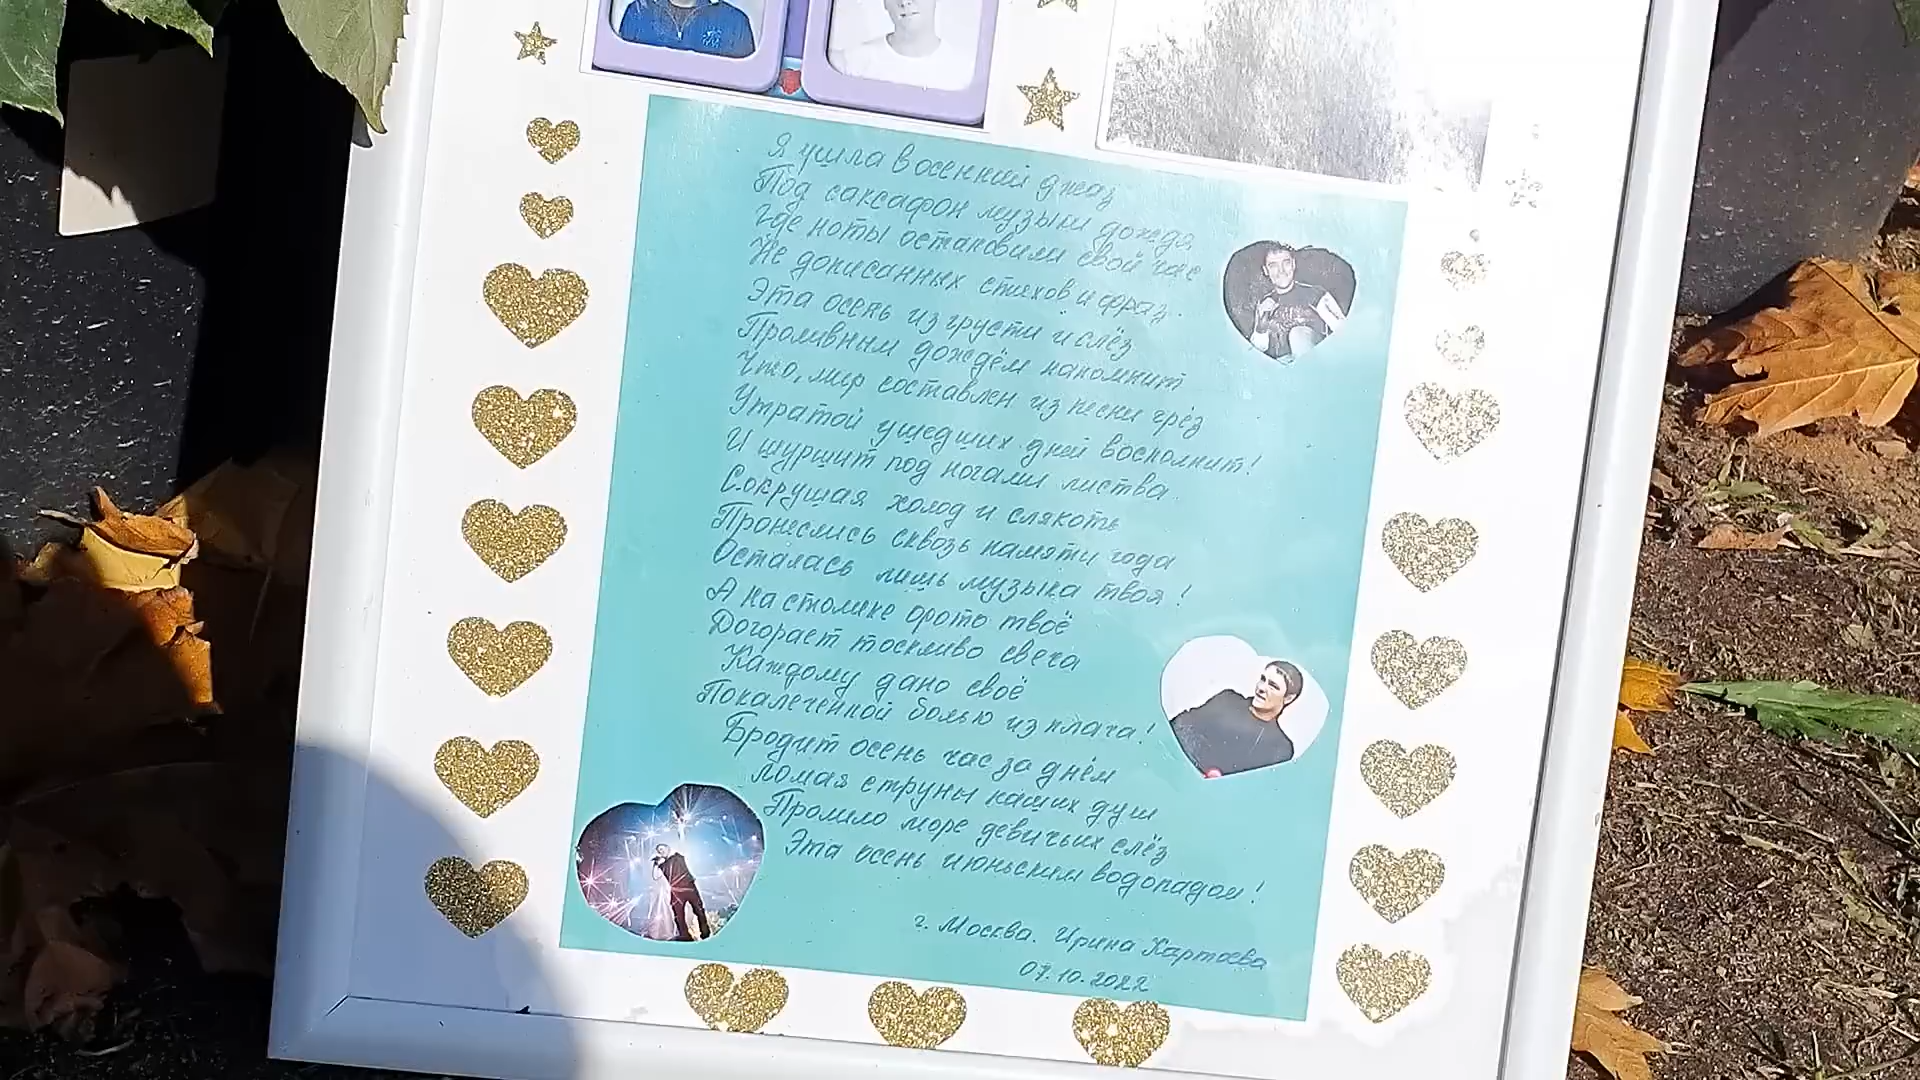 Я ушла в осенний джаз
Под саксафон музыки дождя
Где ноты остановили свой час
Не дописанных стихов и фраз.
Эта осень из грусти и слёз
Проливным дождём напомнит
Что, мир составлен из песни грёз
Утратой ушедших дней восполнит!
И шуршит под ногами листва
Сокрушая холод и слякоть
Пронеслись сквозь памяти года
Осталась лишь музыка твоя!
А на столике фото твоё
Догорает тоскливо свеча
Каждому дано своё
Покалеченной болью из плача!
Бродит осень час за днём
Ломая струны наших душ
Пролило море девичьих слёз
Эта осень июньским водопадом!
г. Москва. Ирина Хартова
07.10.2022